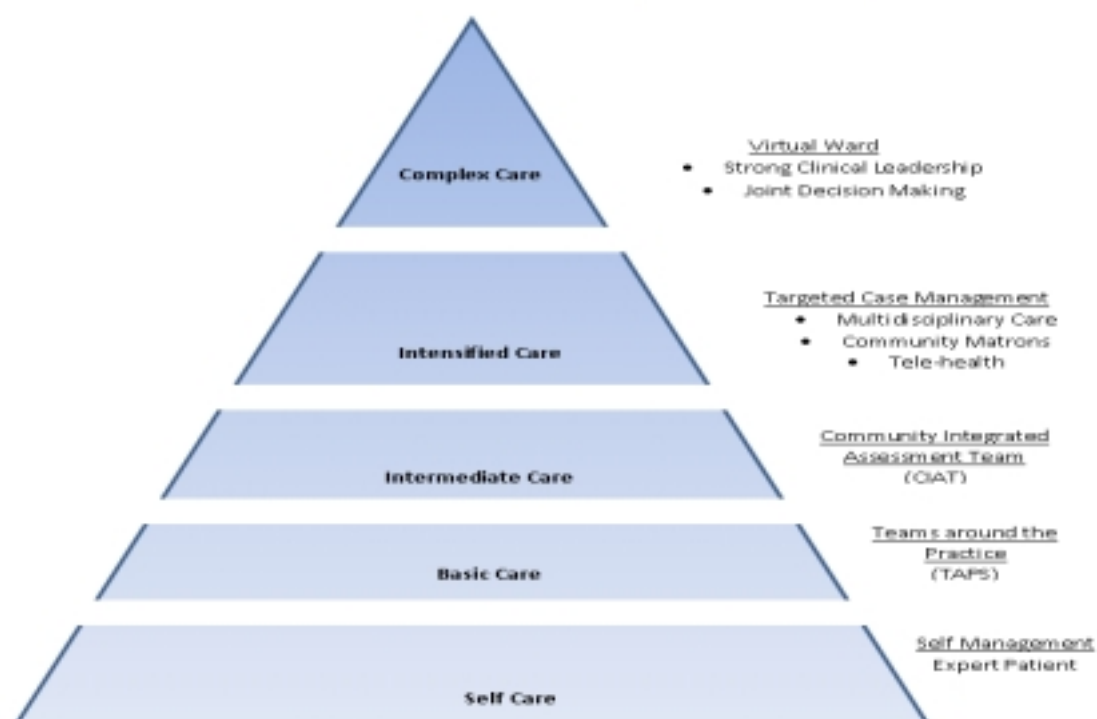 Complex Care
Virtual Ward
• Strong Clinical Leadership
• Joint Decision Making
Intensified Care
Targeted Case Management
• Multidisciplinary Care
• Community Matrons
• Tele-health
Intermediate Care
Community Integrated
Assessment Team
(CIAT)
Basic Care
Teams around the
Practice
(TAPS)
Self Care
Self Management
Expert Patient